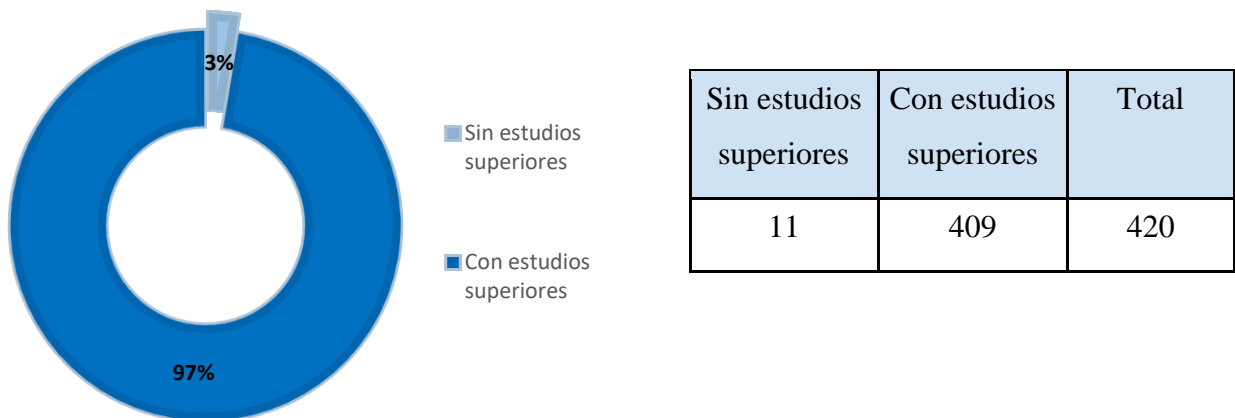 3%
97%
Sin estudios
superiores
Con estudios
superiores
Sin estudios
superiores
Con estudios
superiores
Total
11
409
420